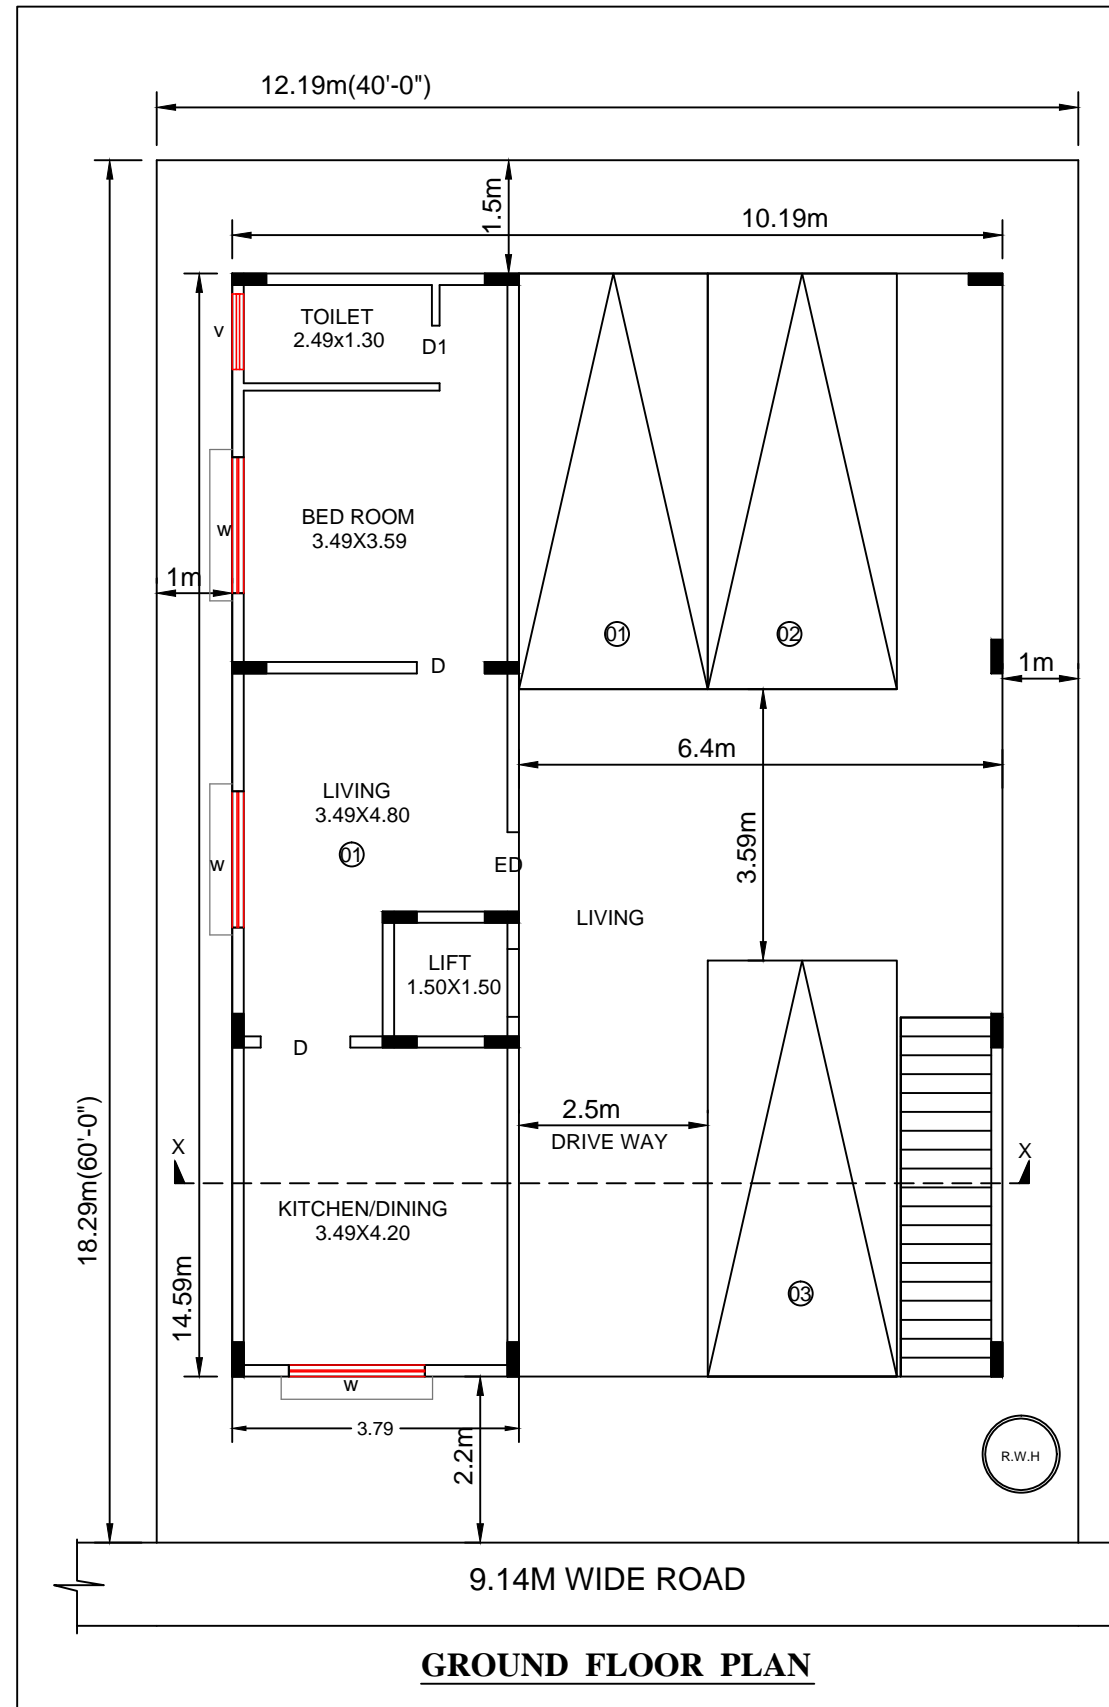 12.19m(40'-0")
1.5m
10.19m
TOILET
2.49x1.30
V
D1
BED ROOM
3.49X3.59
W
01
02
1m
1m
D
6.4m
LIVING
3.49X4.80
01
3.59m
W
ED
LIVING
LIFT
1.50X1.50
D
2.5m
DRIVE WAY
X
X
18.29m(60'-0")
KITCHEN/DINING
3.49X4.20
14.59m
03
W
3.79
2.2m
R.W.H
9.14M WIDE ROAD
GROUND FLOOR PLAN